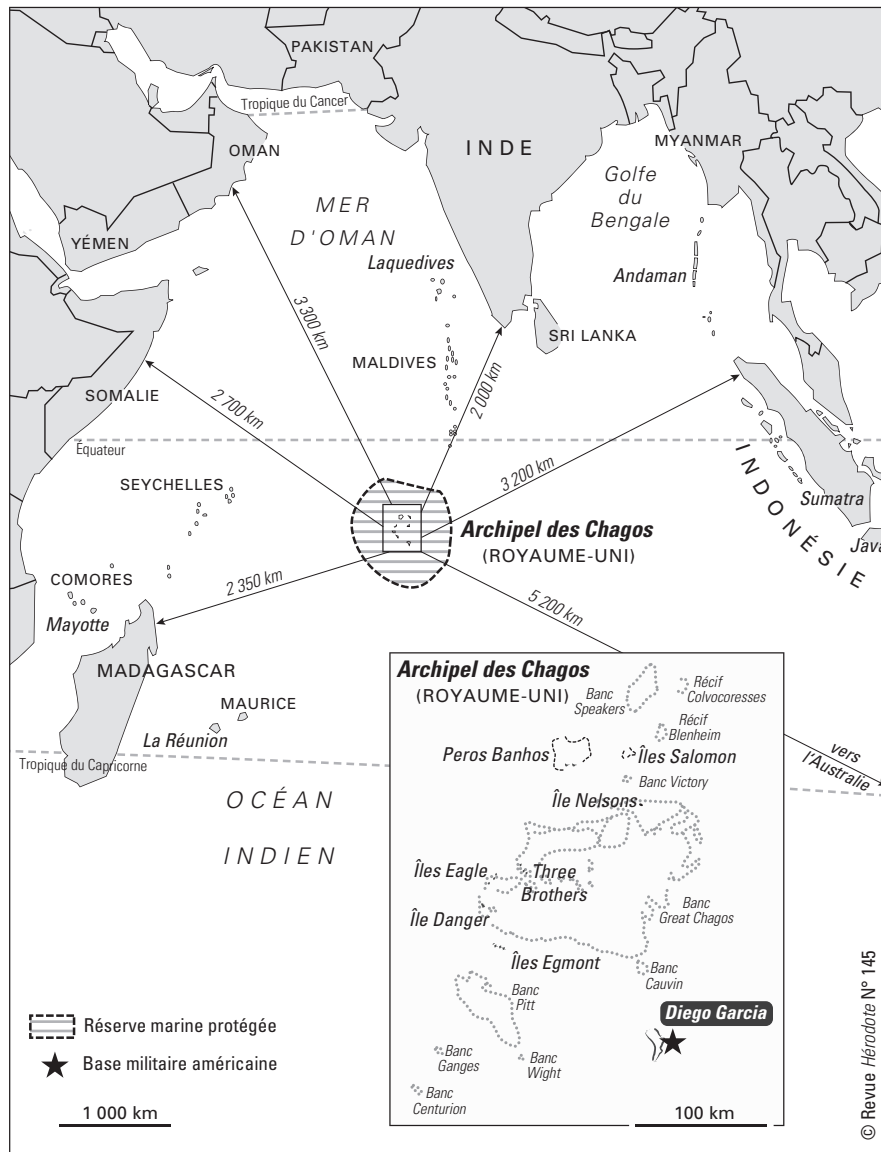 PAKISTAN
Tropique du Cancer
OMAN
INDE
MYANMAR
Golfe
du
Bengale
MER
D'OMAN
YÉMEN
Laquedives
Andaman
3 300 km
MALDIVES
2 000 km
SRI LANKA
SOMALIE
2 700 km
Équateur
3 200 km
SEYCHELLES
Sumatra
INDONÉSIE
Java
Archipel des Chagos
(ROYAUME-UNI)
COMORES
2 350 km
5 200 km
Mayotte
MADAGASCAR
MAURICE
La Réunion
Tropique du Capricorne
vers
l'Australie
OCÉAN
INDIEN
Archipel des Chagos
(ROYAUME-UNI)
Banc
Speakers
Récif
Colvocoresses
Récif
Blenheim
Peros Banhos
Îles Salomon
Banc Victory
Île Nelsons
Îles Eagle
Three
Brothers
Île Danger
Banc
Great Chagos
Îles Egmont
Banc
Cauvin
Banc
Pitt
Diego Garcia
Banc
Ganges
Banc
Wight
Banc
Centurion
100 km
Réserve marine protégée
Base militaire américaine
1 000 km
© Revue Hérodote N° 145